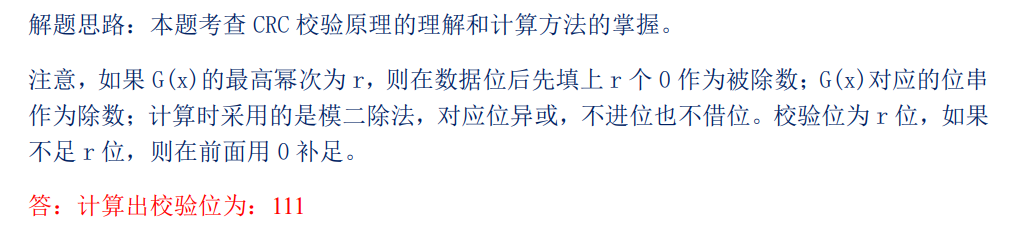 解题思路：本题考查 CRC 校验原理的理解和计算方法的掌握。
注意，如果 G(x)的最高幂次为 r，则在数据位后先填上 r 个 0 作为被除数；G(x)对应的位串
作为除数；计算时采用的是模二除法，对应位异或，不进位也不借位。校验位为 r 位，如果
不足 r 位，则在前面用 0 补足。
答：计算出校验位为：111